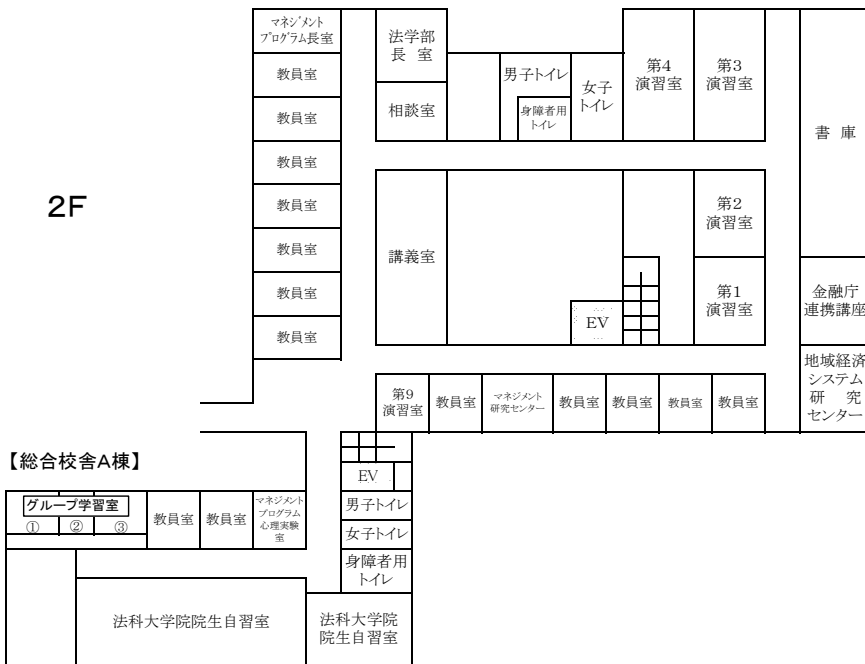 マネジメント
プログラム長室
教員室
教員室
教員室
教員室
教員室
教員室
教員室
法学部
長 室
相談室
男子トイレ
身障者用
トイレ
女子
トイレ
第4
演習室
第3
演習室
書 庫
2F
講義室
EV
第2
演習室
第1
演習室
金融庁
連携講座
地域経済
システム
研 究
センター
第9
演習室
教員室
マネジメント
研究センター
教員室
教員室
教員室
教員室
【総合校舎A棟】
グループ学習室
① ② ③
教員室
教員室
マネジメント
プログラム
心理実験
室
EV
男子トイレ
女子トイレ
身障者用
トイレ
法科大学院院生自習室
法科大学院
院生自習室